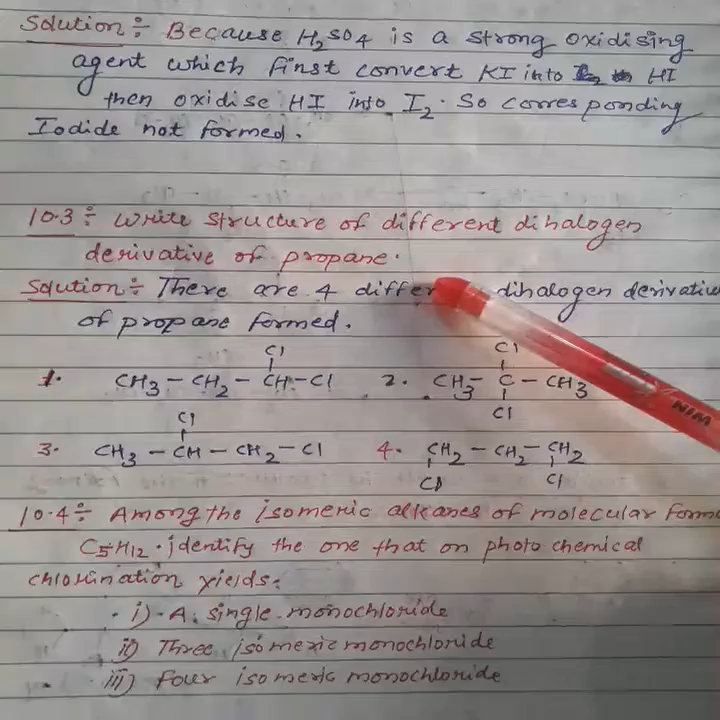 Solution÷ Because H2SO4 is a strong oxidising
agent which first convert KI into HI
then oxidise HI into I2. So corresponding
Iodide not formed.
10.3÷ Write structure of different dihalogen
derivative of propane.
Solution÷ There are 4 differ dihalogen derivative
of propane formed.
Cl Cl
1. CH3 – CH2 – CH–Cl 2. CH3– C – CH3
Cl Cl
3. CH3 – CH – CH2 – Cl 4. CH2 – CH2 – CH2
Cl Cl
10.4÷ Among the isomeric alkanes of molecular form
C5H12. identify the one that on photo chemical
chlorination yields:
i) A single monochloride
ii) Three isomeric monochloride
iii) Four isomeric monochloride
NIM